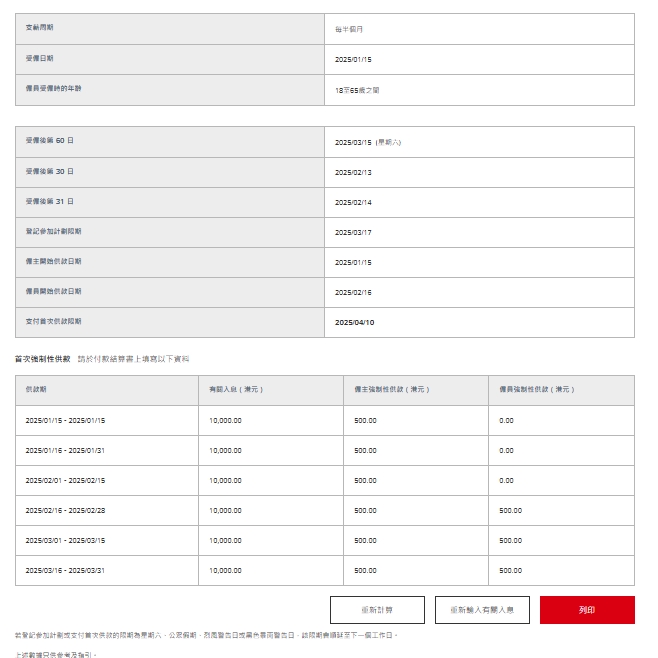 支薪周期 每半個月
受僱日期 2025/01/15
僱員受僱時的年齡 18至65歲之間
受僱後第 60 日 2025/03/15 (星期六)
受僱後第 30 日 2025/02/13
受僱後第 31 日 2025/02/14
登記參加計劃限期 2025/03/17
僱主開始供款日期 2025/01/15
僱員開始供款日期 2025/02/16
支付首次供款限期 2025/04/10
首次強制性供款 請於付款結算書上填寫以下資料
供款期 有關入息 ( 港元 ) 僱主強制性供款 ( 港元 ) 僱員強制性供款 ( 港元 )
2025/01/15 - 2025/01/15 10,000.00 500.00 0.00
2025/01/16 - 2025/01/31 10,000.00 500.00 0.00
2025/02/01 - 2025/02/15 10,000.00 500.00 0.00
2025/02/16 - 2025/02/28 10,000.00 500.00 500.00
2025/03/01 - 2025/03/15 10,000.00 500.00 500.00
2025/03/16 - 2025/03/31 10,000.00 500.00 500.00
重新計算 重新輸入有關入息 列印
若登記參加計劃或支付首次供款的限期為星期六、公眾假期、烈風警告日或黑色暴雨警告日，該限期會順延至下一個工作日。
上述數據只供參考及指引。